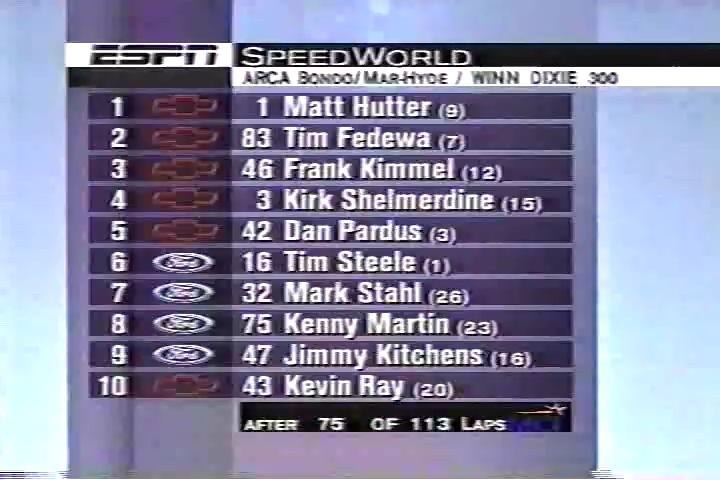 ESPN SPEEDWORLD
ARCA BONDO/MAR-HYDE / WINN DIXIE 300
1 1 Matt Hutter (9)
2 83 Tim Fedewa (7)
3 46 Frank Kimmel (12)
4 3 Kirk Shelmerdine (15)
5 42 Dan Pardus (3)
6 Ford 16 Tim Steele (1)
7 Ford 32 Mark Stahl (26)
8 Ford 75 Kenny Martin (23)
9 Ford 47 Jimmy Kitchens (16)
10 43 Kevin Ray (20)
AFTER 75 OF 113 LAPS